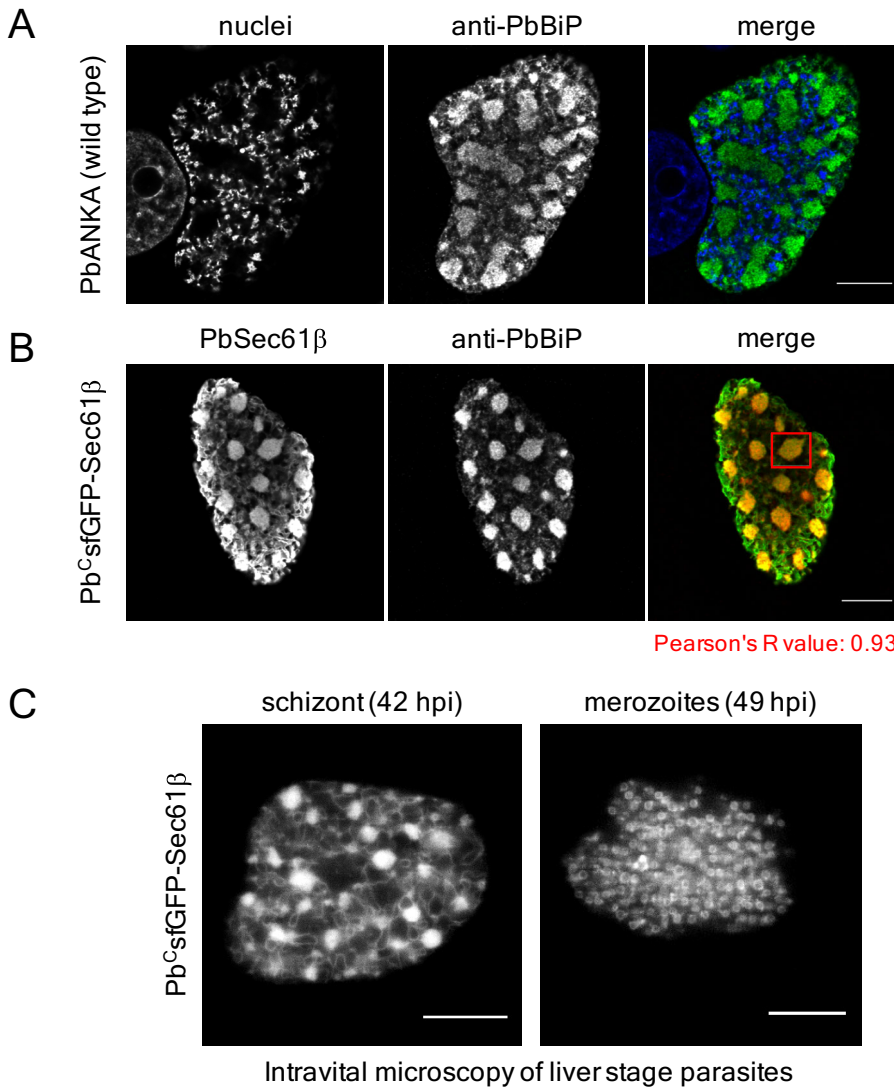 A
nuclei
anti-PbBiP
merge
PbANKA (wild type)
B
PbSec61β
anti-PbBiP
merge
PbᶜsfGFP-Sec61β
Pearson's R value: 0.93
C
schizont (42 hpi)
merozoites (49 hpi)
PbᶜsfGFP-Sec61β
Intravital microscopy of liver stage parasites